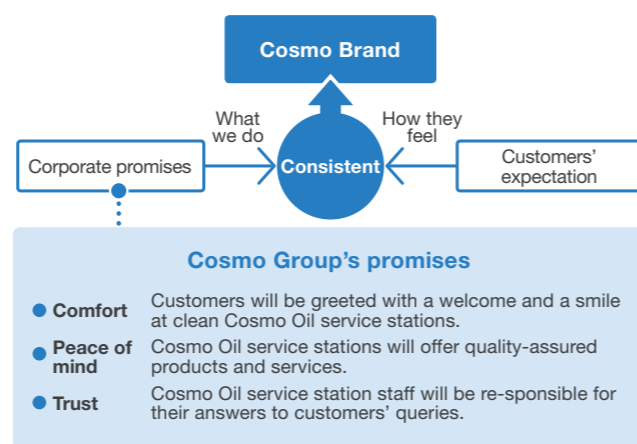 Cosmo Brand
What
we do
How they
feel
Corporate promises
Consistent
Customers’
expectation
Cosmo Group’s promises
Comfort
Customers will be greeted with a welcome and a smile
at clean Cosmo Oil service stations.
Peace of
mind
Cosmo Oil service stations will offer quality-assured
products and services.
Trust
Cosmo Oil service station staff will be re-sponsible for
their answers to customers’ queries.